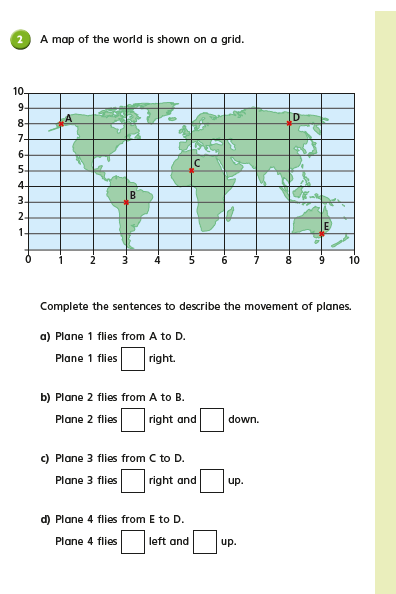 2 A map of the world is shown on a grid.
10
9
8
7
6
5
4
3
2
1
A
D
C
B
E
0 1 2 3 4 5 6 7 8 9 10
Complete the sentences to describe the movement of planes.
a) Plane 1 flies from A to D.
Plane 1 flies right.
b) Plane 2 flies from A to B.
Plane 2 flies right and down.
c) Plane 3 flies from C to D.
Plane 3 flies right and up.
d) Plane 4 flies from E to D.
Plane 4 flies left and up.